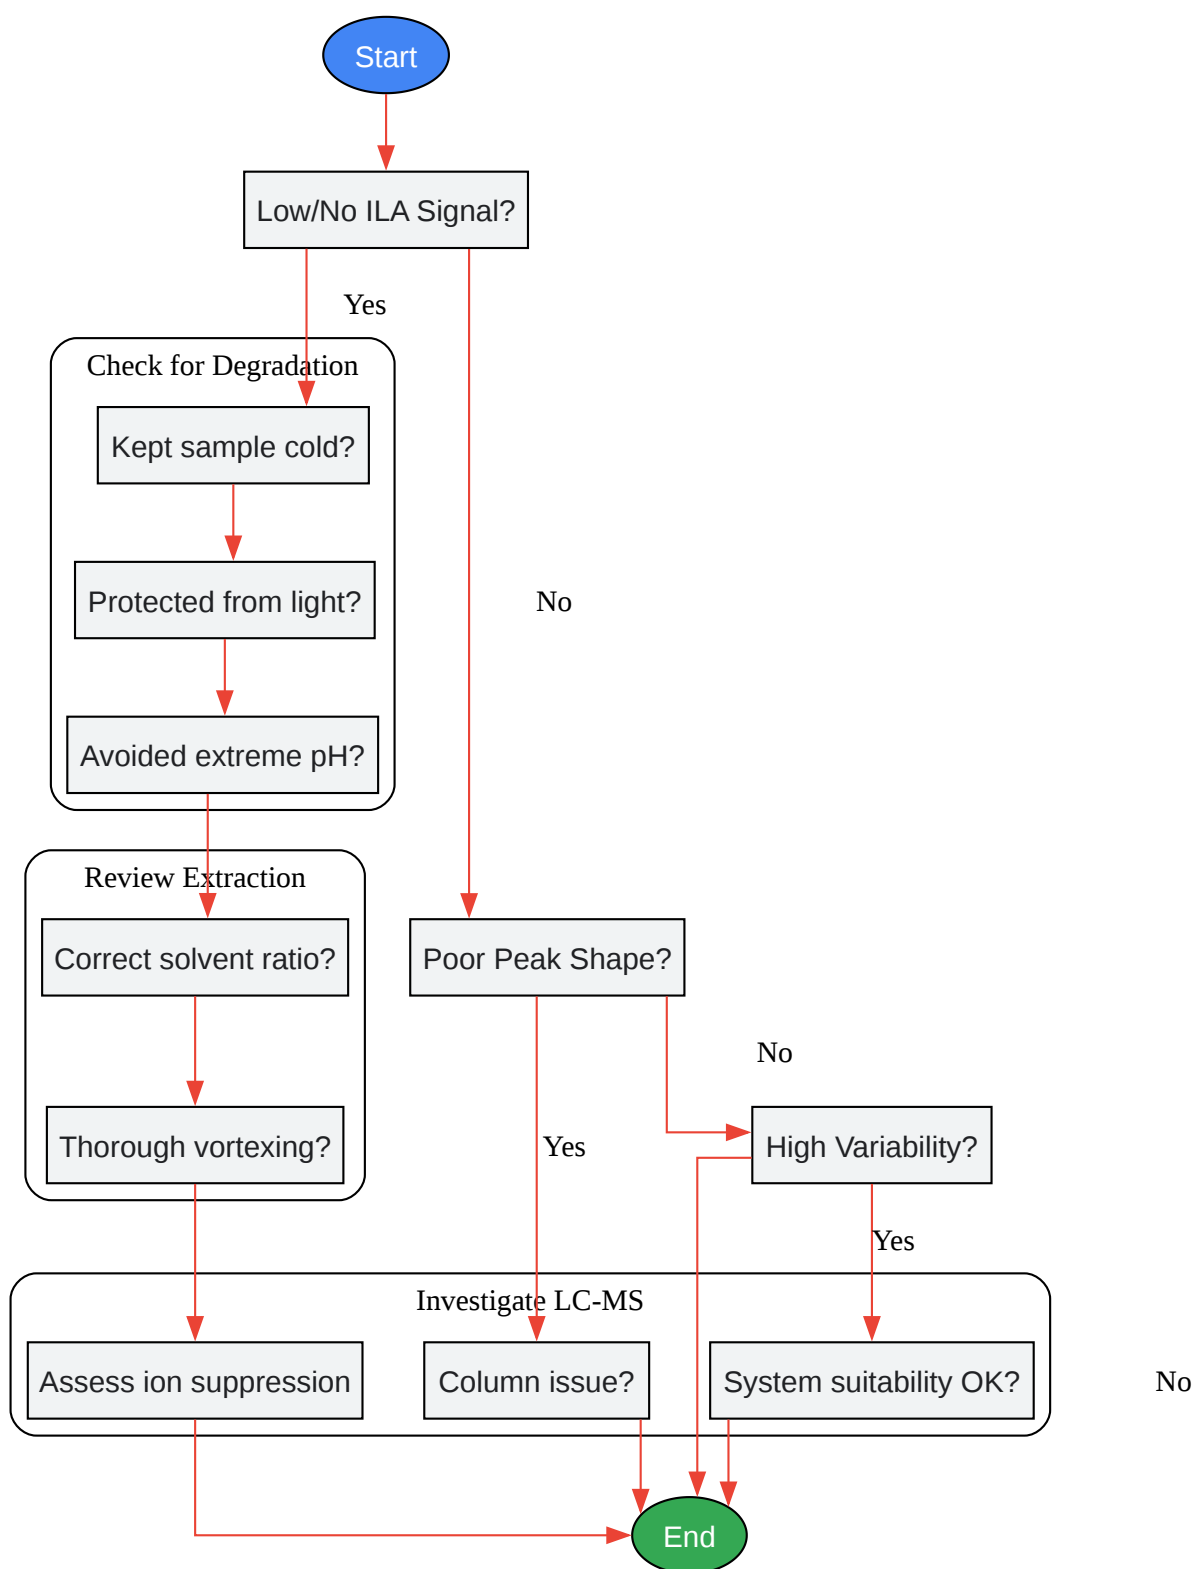 Start
Low/No ILA Signal?
Yes
Check for Degradation
Kept sample cold?
Protected from light?
No
Avoided extreme pH?
Review Extraction
Correct solvent ratio?
Poor Peak Shape?
No
Thorough vortexing?
Yes
High Variability?
Yes
Investigate LC-MS
Assess ion suppression
Column issue?
System suitability OK?
No
End